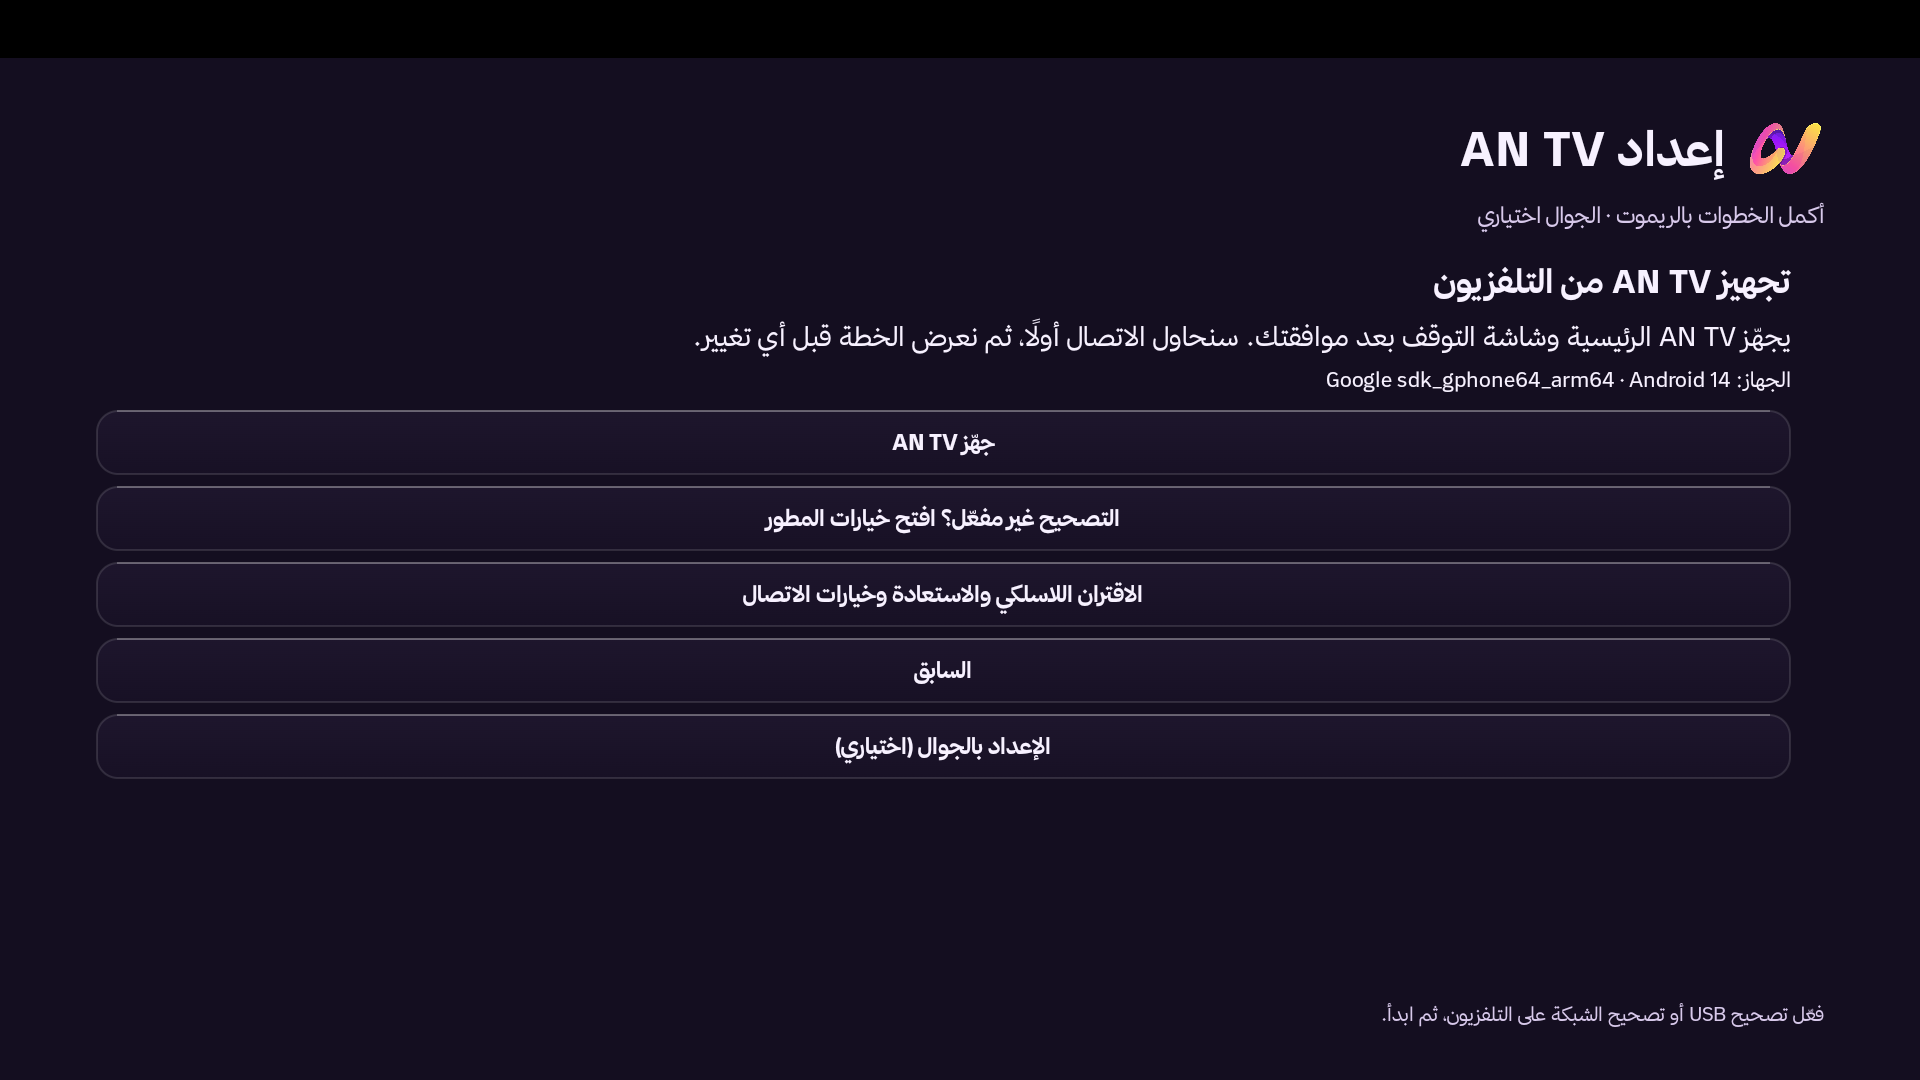 إعداد AN TV
أكمل الخطوات بالريموت · الجوال اختياري
تجهيز AN TV من التلفزيون
يجهّز AN TV الرئيسية وشاشة التوقف بعد موافقتك. سنحاول الاتصال أولًا، ثم نعرض الخطة قبل أي تغيير.
الجهاز: Google sdk_gphone64_arm64 · Android 14
جهّز AN TV
التصحيح غير مفعّل؟ افتح خيارات المطور
الاقتران اللاسلكي والاستعادة وخيارات الاتصال
السابق
الإعداد بالجوال (اختياري)
فعّل تصحيح USB أو تصحيح الشبكة على التلفزيون، ثم ابدأ.